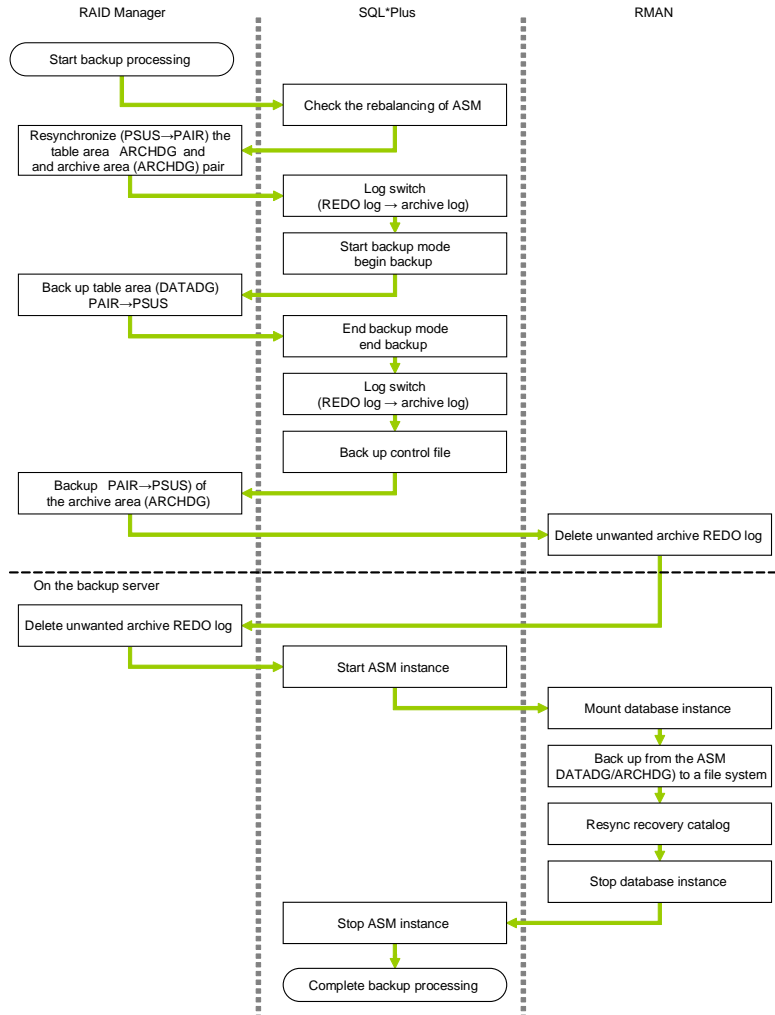 RAID Manager
SQL*Plus
RMAN
Start backup processing
Check the rebalancing of ASM
Resynchronize (PSUS→PAIR) the
table area ARCHDG and
and archive area (ARCHDG) pair
Log switch
(REDO log → archive log)
Start backup mode
begin backup
Back up table area (DATADG)
PAIR→PSUS
End backup mode
end backup
Log switch
(REDO log → archive log)
Back up control file
Backup PAIR→PSUS) of
the archive area (ARCHDG)
Delete unwanted archive REDO log
On the backup server
Delete unwanted archive REDO log
Start ASM instance
Mount database instance
Back up from the ASM
DATADG/ARCHDG) to a file system
Resync recovery catalog
Stop database instance
Stop ASM instance
Complete backup processing